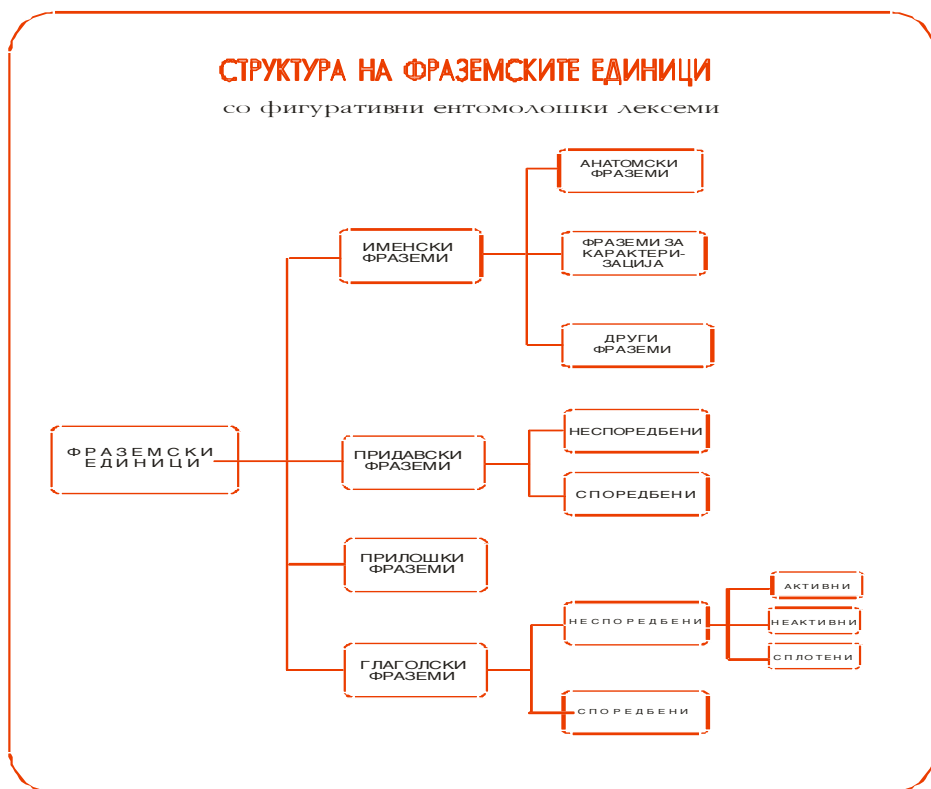 СТРУКТУРА НА ФРАЗЕМСКИТЕ ЕДИНИЦИ
со фигуративни ентомолошки лексеми
ФРАЗЕМСКИ
ЕДИНИЦИ
ИМЕНСКИ
ФРАЗЕМИ
АНАТОМСКИ
ФРАЗЕМИ
ФРАЗЕМИ ЗА
КАРАКТЕРИ-
ЗАЦИЈА
ДРУГИ
ФРАЗЕМИ
ПРИДАВСКИ
ФРАЗЕМИ
НЕСПОРЕДБЕНИ
СПОРЕДБЕНИ
ПРИЛОШКИ
ФРАЗЕМИ
ГЛАГОЛСКИ
ФРАЗЕМИ
НЕСПОРЕДБЕНИ
АКТИВНИ
НЕАКТИВНИ
СПЛОТЕНИ
СПОРЕДБЕНИ